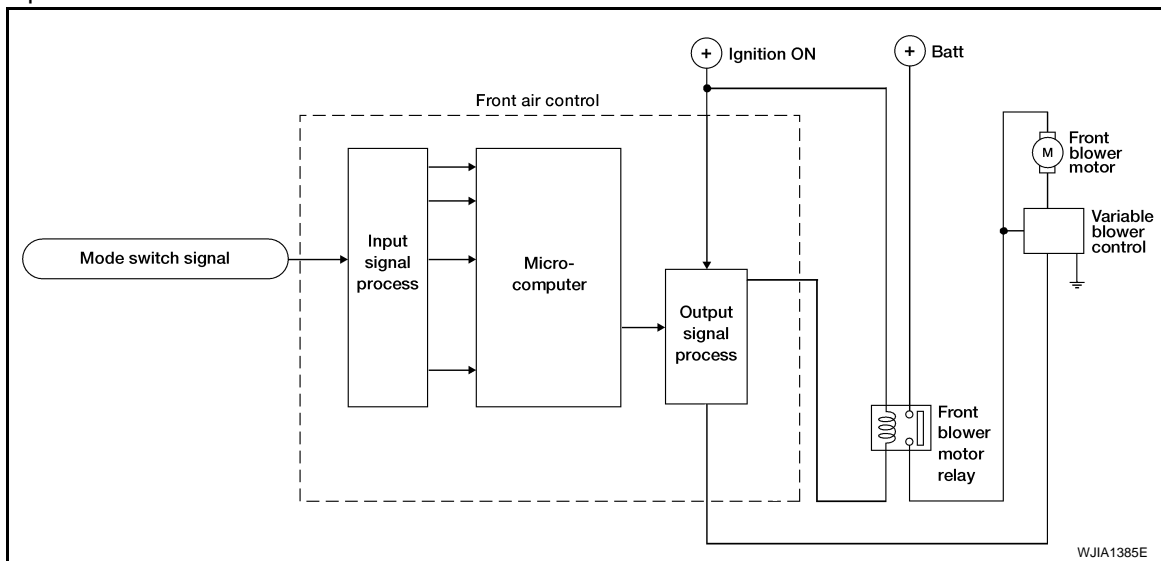 + Ignition ON
+ Batt
Front air control
Front
blower
motor
M
Variable
blower
control
Mode switch signal
Input
signal
process
Micro-
computer
Output
signal
process
Front
blower
motor
relay
WJIA1385E